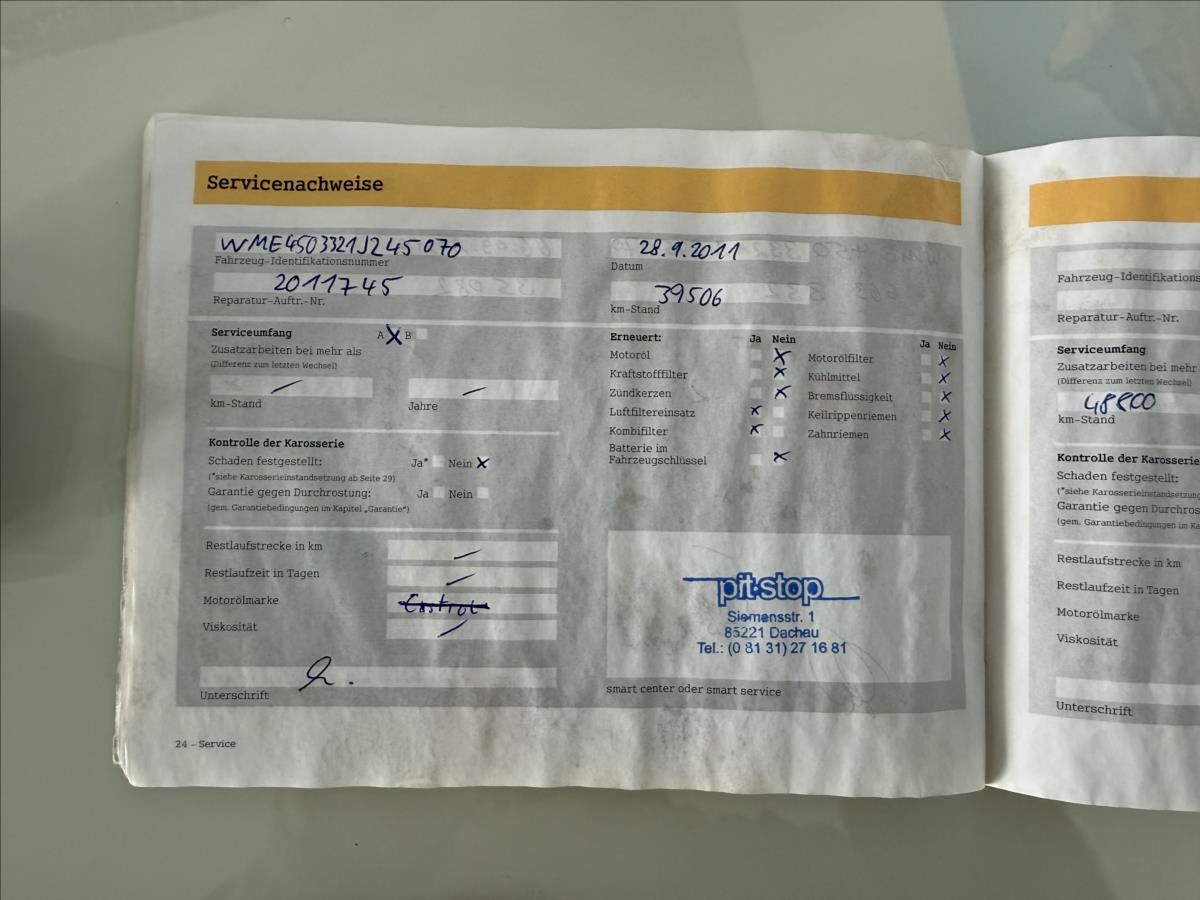 Servicenachweise
WME4503321J245070
Fahrzeug-Identifikationsnummer
2011745
Reparatur-Auftr.-Nr.
28.9.2011
Datum
39506
km-Stand
Serviceumfang A X B
Zusatzarbeiten bei mehr als
(Differenz zum letzten Wechsel)
km-Stand Jahre
Kontrolle der Karosserie
Schaden festgestellt: Ja* Nein X
(*siehe Karosserieinstandsetzung ab Seite 29)
Garantie gegen Durchrostung: Ja Nein
(gem. Garantiebedingungen im Kapitel „Garantie“)
Restlaufstrecke in km
Restlaufzeit in Tagen
Motorölmarke Castrol
Viskosität
Unterschrift
24 - Service
Erneuert: Ja Nein Ja Nein
Motoröl X Motorölfilter X
Kraftstofffilter X Kühlmittel X
Zündkerzen X Bremsflüssigkeit X
Luftfiltereinsatz X Keilrippenriemen X
Kombifilter X Zahnriemen X
Batterie im
Fahrzeugschlüssel X
pit-stop
Siemensstr. 1
85221 Dachau
Tel.: (0 81 31) 27 16 81
smart center oder smart service
Fahrzeug-Identifikations
Reparatur-Auftr.-Nr.
Serviceumfang
Zusatzarbeiten bei mehr
(Differenz zum letzten Wechsel)
48800
km-Stand
Kontrolle der Karosserie
Schaden festgestellt:
(*siehe Karosserieinstandsetzung
Garantie gegen Durchros
(gem. Garantiebedingungen im Ka
Restlaufstrecke in km
Restlaufzeit in Tagen
Motorölmarke
Viskosität
Unterschrift